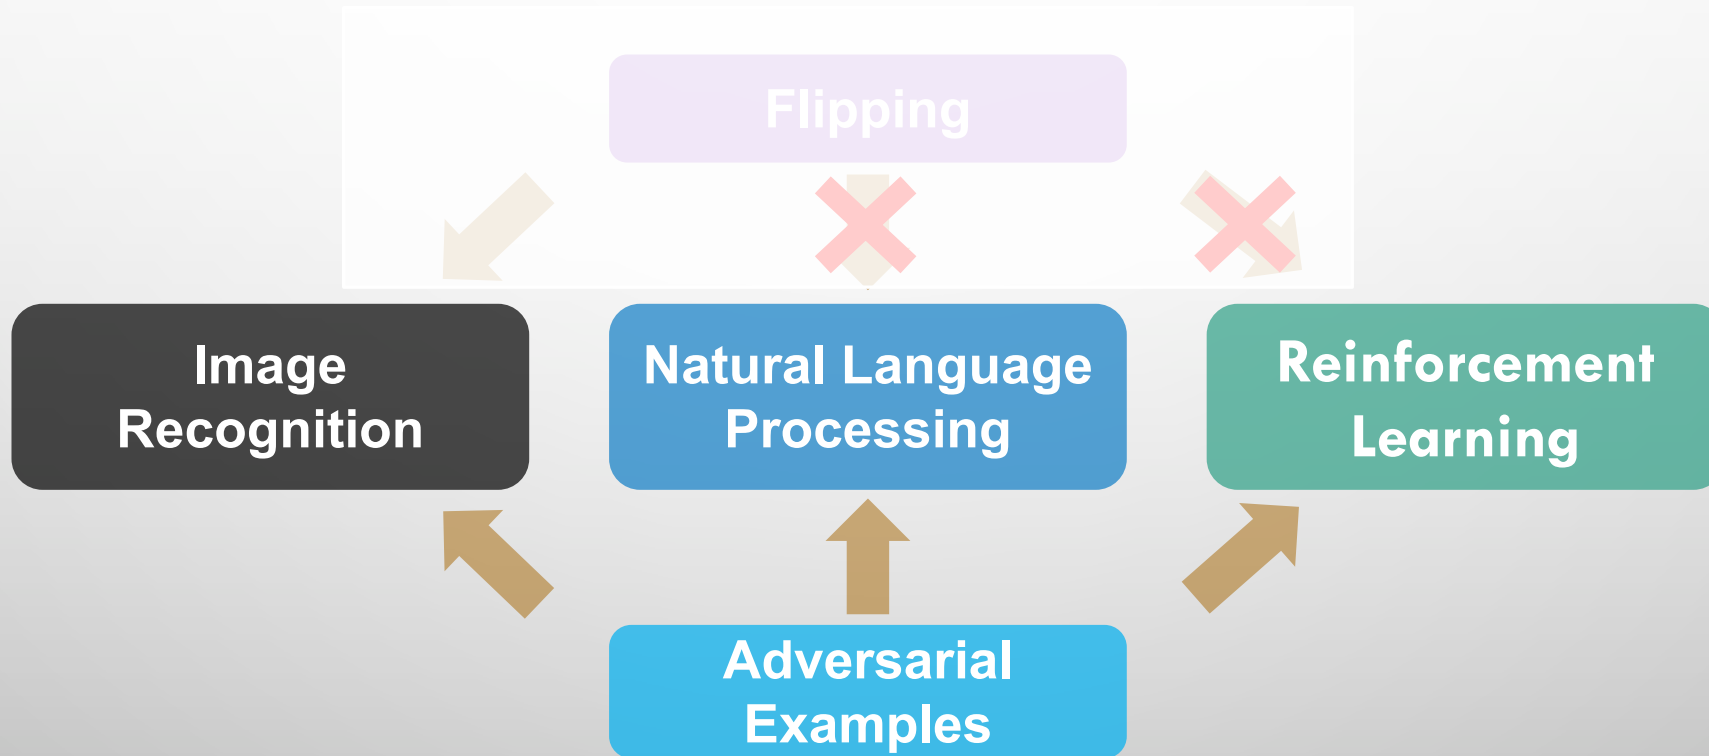 Flipping
Image
Recognition
Natural Language
Processing
Reinforcement
Learning
Adversarial
Examples